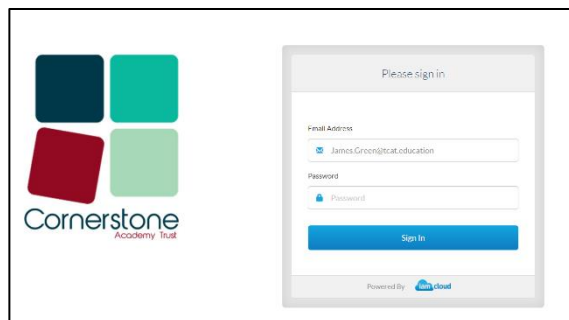 Cornerstone
Academy Trust
Please sign in
Email Address
James.Green@tcat.education
Password
Password
Sign In
Powered By iam cloud